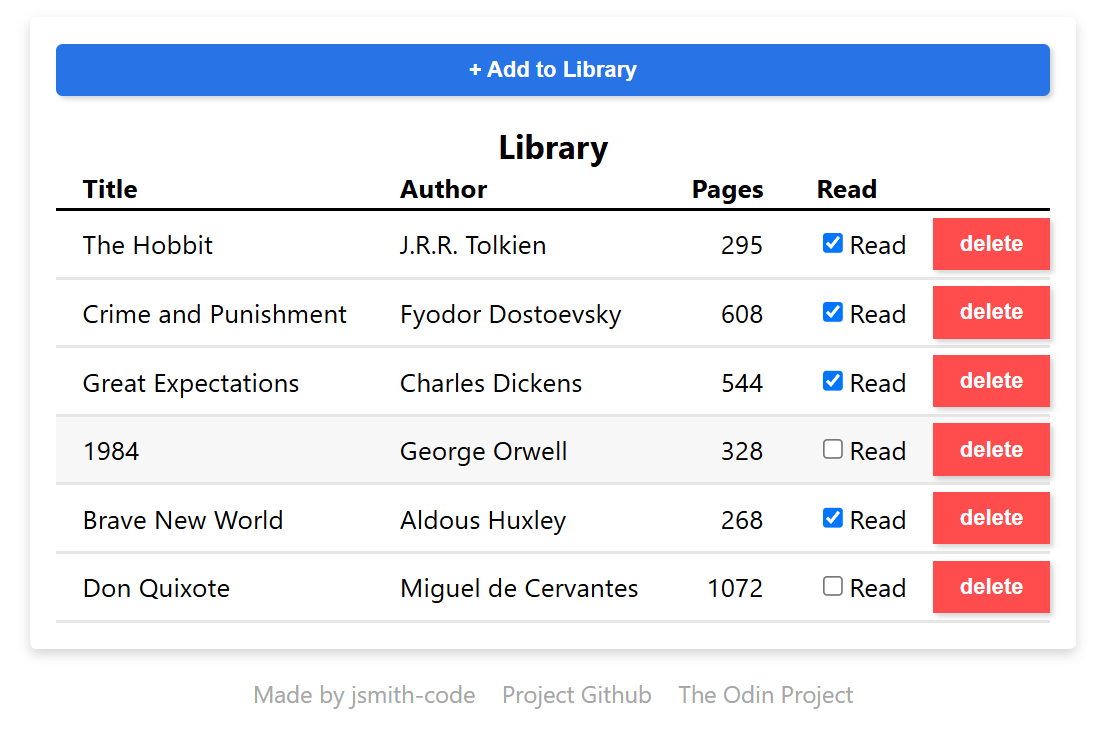 + Add to Library
Library
Title Author Pages Read
The Hobbit J.R.R. Tolkien 295 Read delete
Crime and Punishment Fyodor Dostoevsky 608 Read delete
Great Expectations Charles Dickens 544 Read delete
1984 George Orwell 328 Read delete
Brave New World Aldous Huxley 268 Read delete
Don Quixote Miguel de Cervantes 1072 Read delete
Made by jsmith-code Project Github The Odin Project